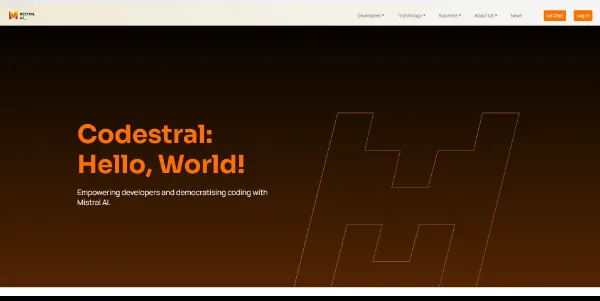 MISTRAL
AI_
Developers
Technology
Business
About Us
News
Le Chat
Log in
Codestral:
Hello, World!
Empowering developers and democratising coding with
Mistral AI.